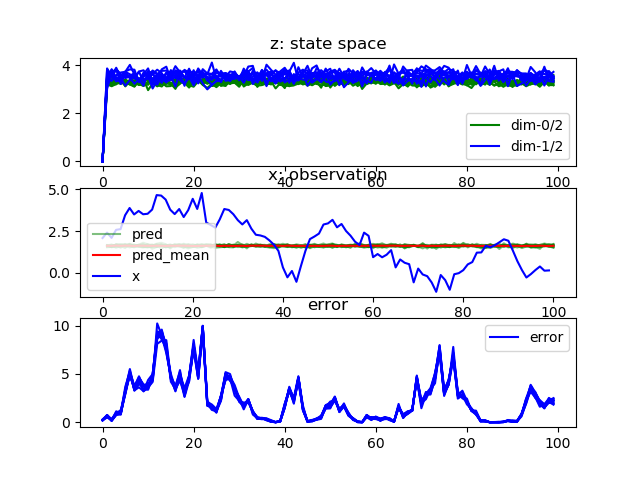 z: state space
4
2
0
dim-0/2
dim-1/2
0 20 40 60 80 100
x: observation
5.0
2.5
0.0
pred
pred_mean
x
0 20 40 60 80 100
error
10
5
0
error
0 20 40 60 80 100